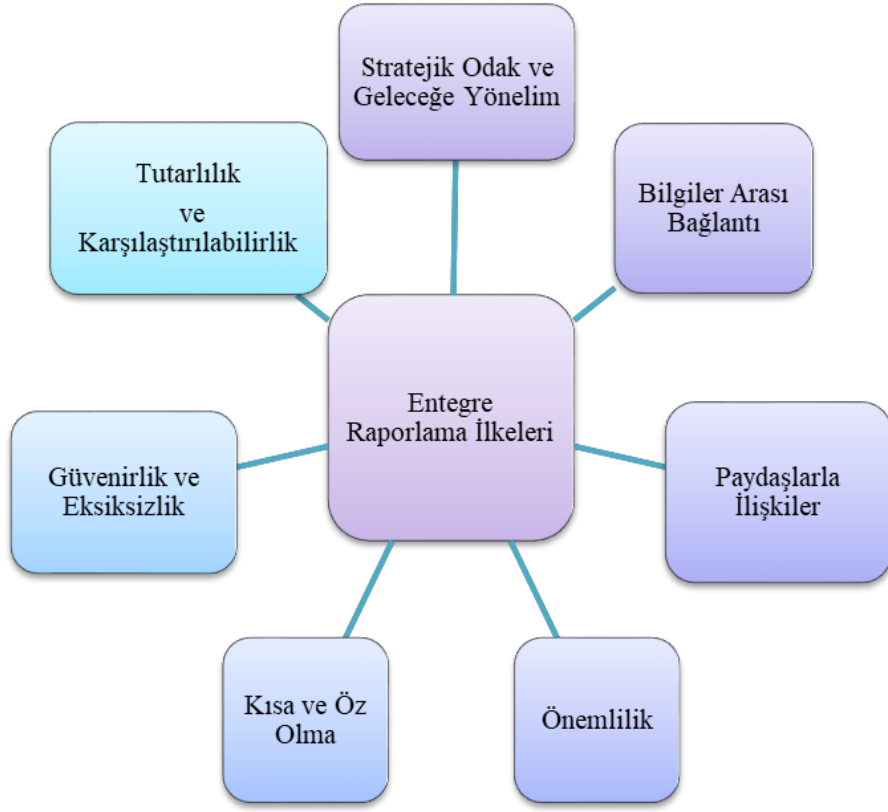 Stratejik Odak ve
Geleceğe Yönelim
Bilgiler Arası
Bağlantı
Paydaşlarla
İlişkiler
Önemlilik
Kısa ve Öz
Olma
Güvenirlik ve
Eksiksizlik
Tutarlılık
ve
Karşılaştırılabilirlik
Entegre
Raporlama İlkeleri